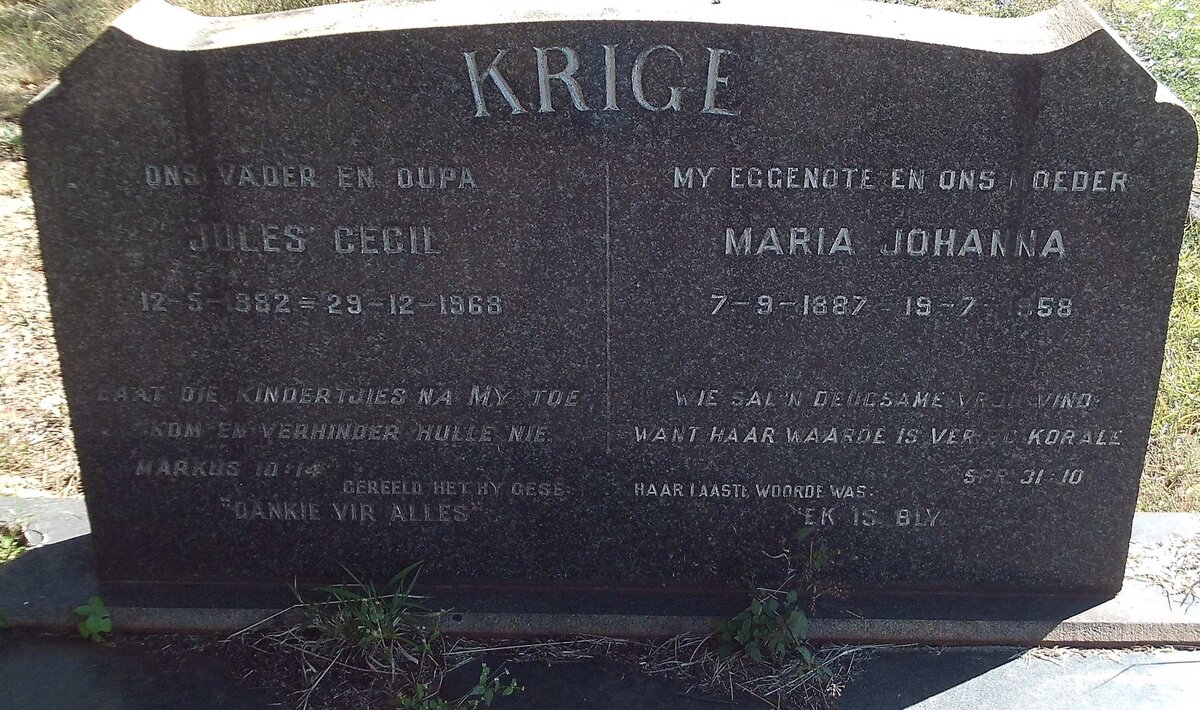 KRIGE
ONS VADER EN OUPA
JULES CECIL
12-5-1882 = 29-12-1968
LAAT DIE KINDERTJIES NA MY TOE
KOM EN VERHINDER HULLE NIE
MARKUS 10:14
GEREELD HET HY GESE:
"DANKIE VIR ALLES"
MY EGGENOTE EN ONS MOEDER
MARIA JOHANNA
7-9-1887 = 19-7-1958
WIE SAL 'N DEUGSAME VROU VIND
WANT HAAR WAARDE IS VER BO KORALE
SPR 31:10
HAAR LAASTE WOORDE WAS:
EK IS BLY